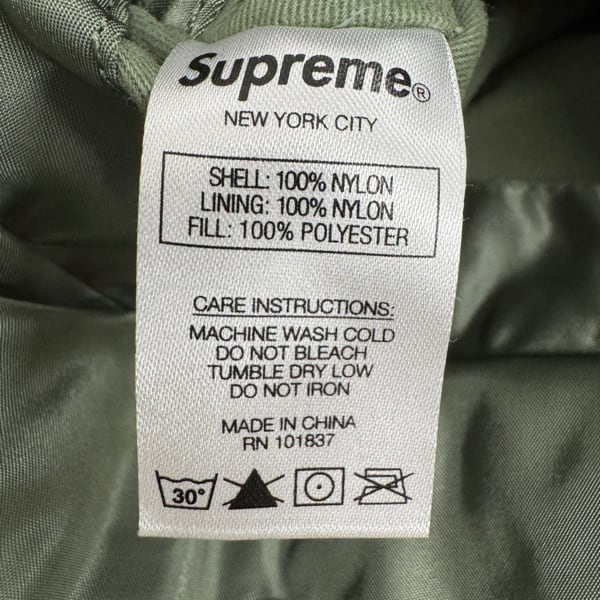 Supreme®
NEW YORK CITY
SHELL: 100% NYLON
LINING: 100% NYLON
FILL: 100% POLYESTER
CARE INSTRUCTIONS:
MACHINE WASH COLD
DO NOT BLEACH
TUMBLE DRY LOW
DO NOT IRON
MADE IN CHINA
RN 101837
30°